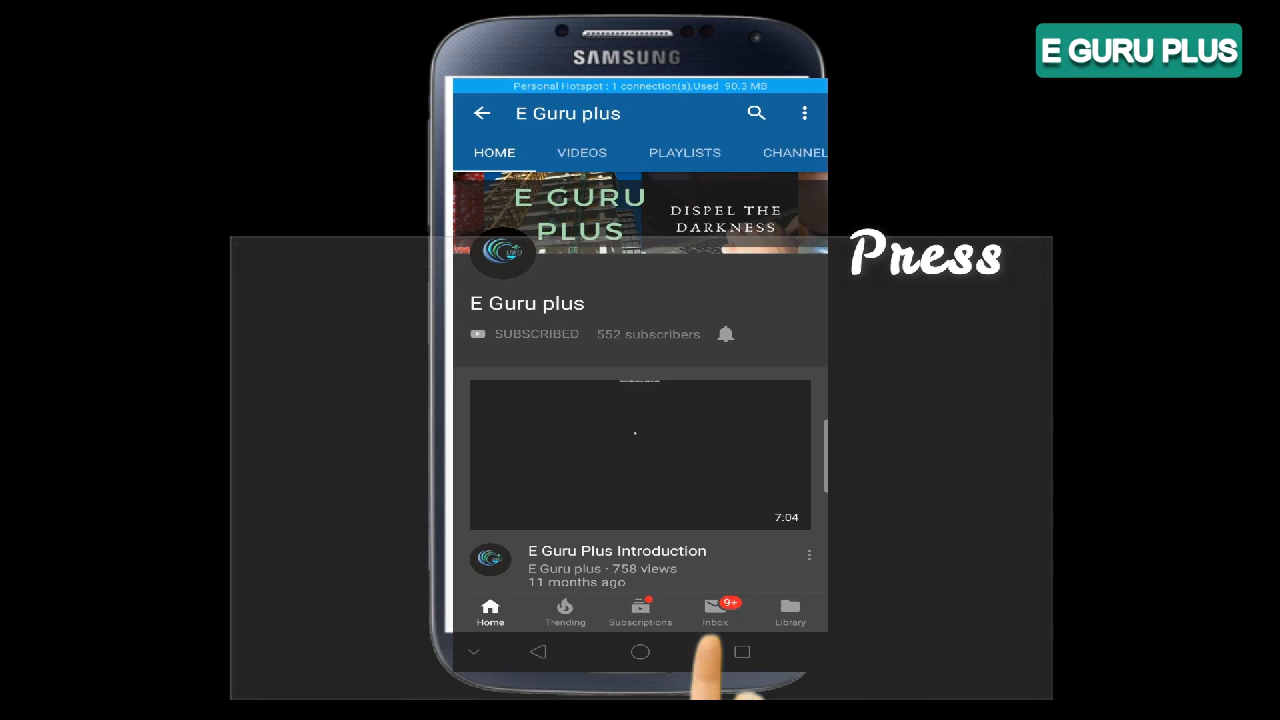 E GURU PLUS
SAMSUNG
Personal Hotspot : 1 connection(s),Used 90.3 MB
E Guru plus
HOME VIDEOS PLAYLISTS CHANNEL
E GURU
PLUS
DISPEL THE
DARKNESS
Press
E Guru plus
SUBSCRIBED 552 subscribers
7:04
E Guru Plus Introduction
E Guru plus · 758 views
11 months ago
9+
Home Trending Subscriptions Inbox Library